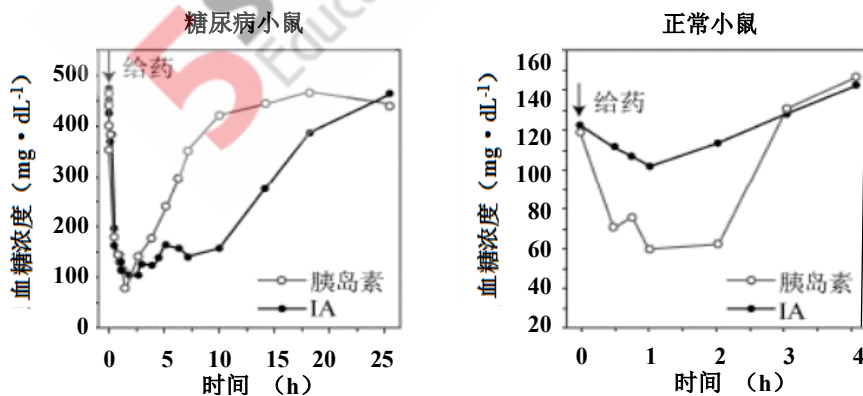 糖尿病小鼠
血糖浓度（mg·dL-1）
500
400
300
200
100
0
给药
胰岛素
IA
0 5 10 15 20 25
时间 （h）
正常小鼠
血糖浓度（mg·dL-1）
160
140
120
100
80
60
40
20
给药
胰岛素
IA
0 1 2 3 4
时间 （h）
5s
Educ